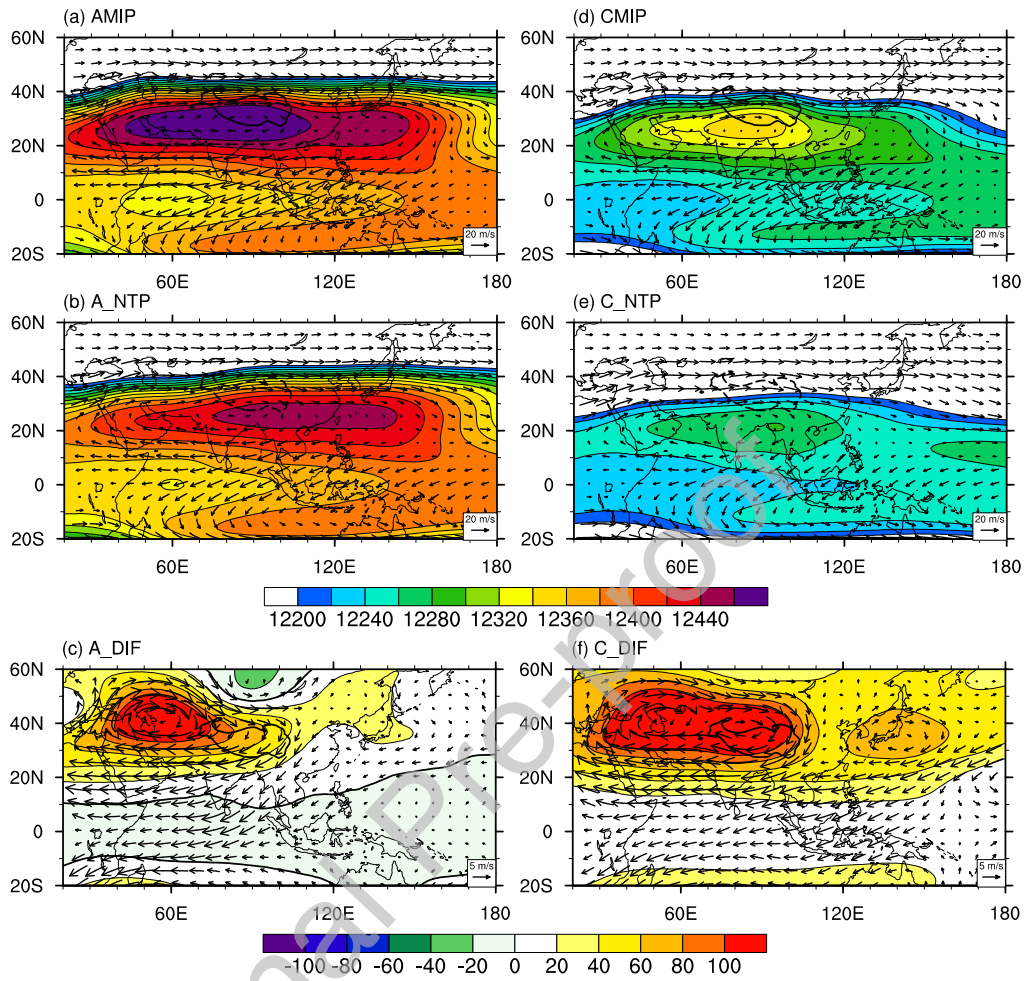 (a) AMIP
(d) CMIP
60N
40N
20N
0
20S
60E
120E
180
20 m/s
60N
40N
20N
0
20S
60E
120E
180
20 m/s
(b) A_NTP
(e) C_NTP
60N
40N
20N
0
20S
60E
120E
180
20 m/s
60N
40N
20N
0
20S
60E
120E
180
20 m/s
12200 12240 12280 12320 12360 12400 12440
(c) A_DIF
(f) C_DIF
60N
40N
20N
0
20S
60E
120E
180
5 m/s
60N
40N
20N
0
20S
60E
120E
180
5 m/s
-100 -80 -60 -40 -20 0 20 40 60 80 100
nal Pre-proof